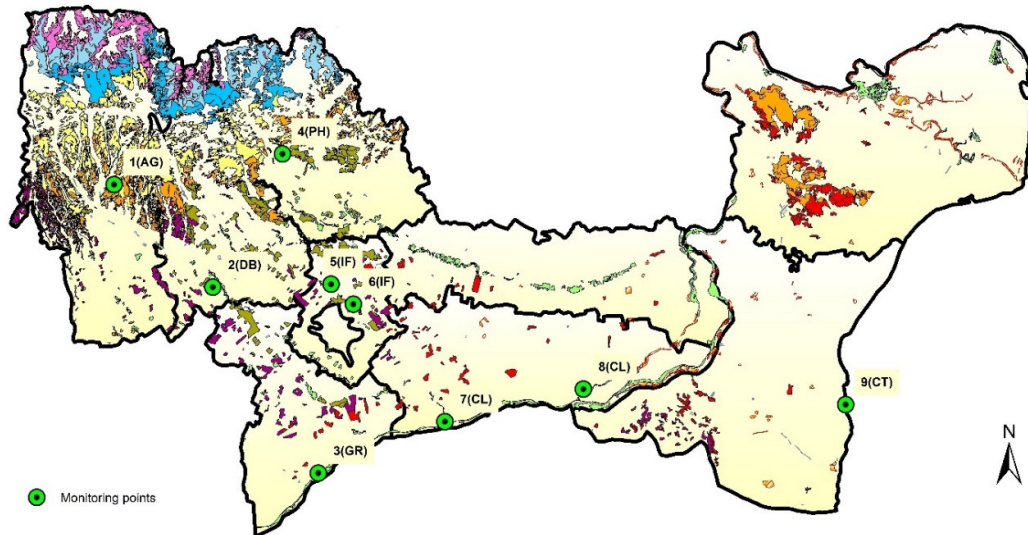 4(PH)
1(AG)
2(DB)
5(IF)
6(IF)
8(CL)
9(CT)
7(CL)
N
3(GR)
Monitoring points